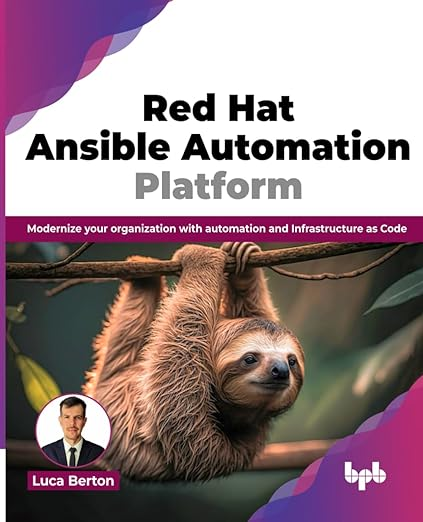 Red Hat
Ansible Automation
Platform
Modernize your organization with automation and Infrastructure as Code
Luca Berton
bpb